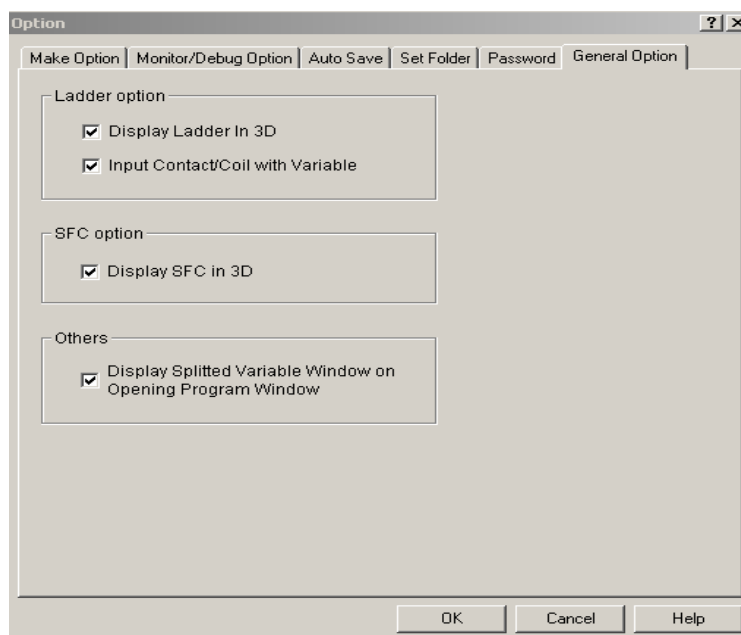 Option
Make Option Monitor/Debug Option Auto Save Set Folder Password General Option
Ladder option
Display Ladder In 3D
Input Contact/Coil with Variable
SFC option
Display SFC in 3D
Others
Display Splitted Variable Window on
Opening Program Window
OK Cancel Help